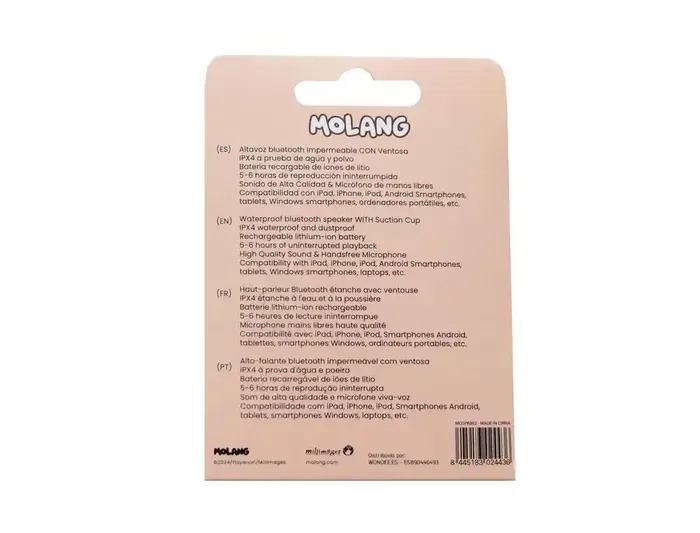 MOLANG
(ES) Altavoz bluetooth impermeable CON Ventosa
IPX4 a prueba de agua y polvo
Bateria recargable de iones de litio
5-6 horas de reproducción ininterrumpida
Sonido de Alta Calidad & Micrófono de manos libres
Compatibilidad con iPad, iPhone, iPod, Android Smartphones,
tablets, Windows smartphones, ordenadores portátiles, etc.
(EN) Waterproof bluetooth speaker WITH Suction Cup
IPX4 waterproof and dustproof
Rechargeable lithium-ion battery
5-6 hours of uninterrupted playback
High Quality Sound & Handsfree Microphone
Compatibility with iPad, iPhone, iPod, Android Smartphones,
tablets, Windows smartphones, laptops, etc.
(FR) Haut-parleur Bluetooth étanche avec ventouse
IPX4 étanche à l'eau et à la poussière
Batterie lithium-ion rechargeable
5-6 heures de lecture ininterrompue
Microphone mains libres haute qualité
Compatibilité avec iPad, iPhone, iPod, Smartphones Android,
tablettes, smartphones Windows, ordinateurs portables, etc.
(PT) Alto-falante bluetooth impermeável com ventosa
IPX4 à prova d'água e poeira
Bateria recarregável de iões de lítio
5-6 horas de reprodução ininterrupta
Som de alta qualidade e microfone viva-voz
Compatibilidade com iPad, iPhone, iPod, Smartphones Android,
tablets, smartphones Windows, laptops, etc.
MADE IN CHINA
MOLANG
millimages
Distribuido por:
©2024/Hayanori/Millimages
molang.com
WONDEE.ES - ESB90446493
8 445183 024438